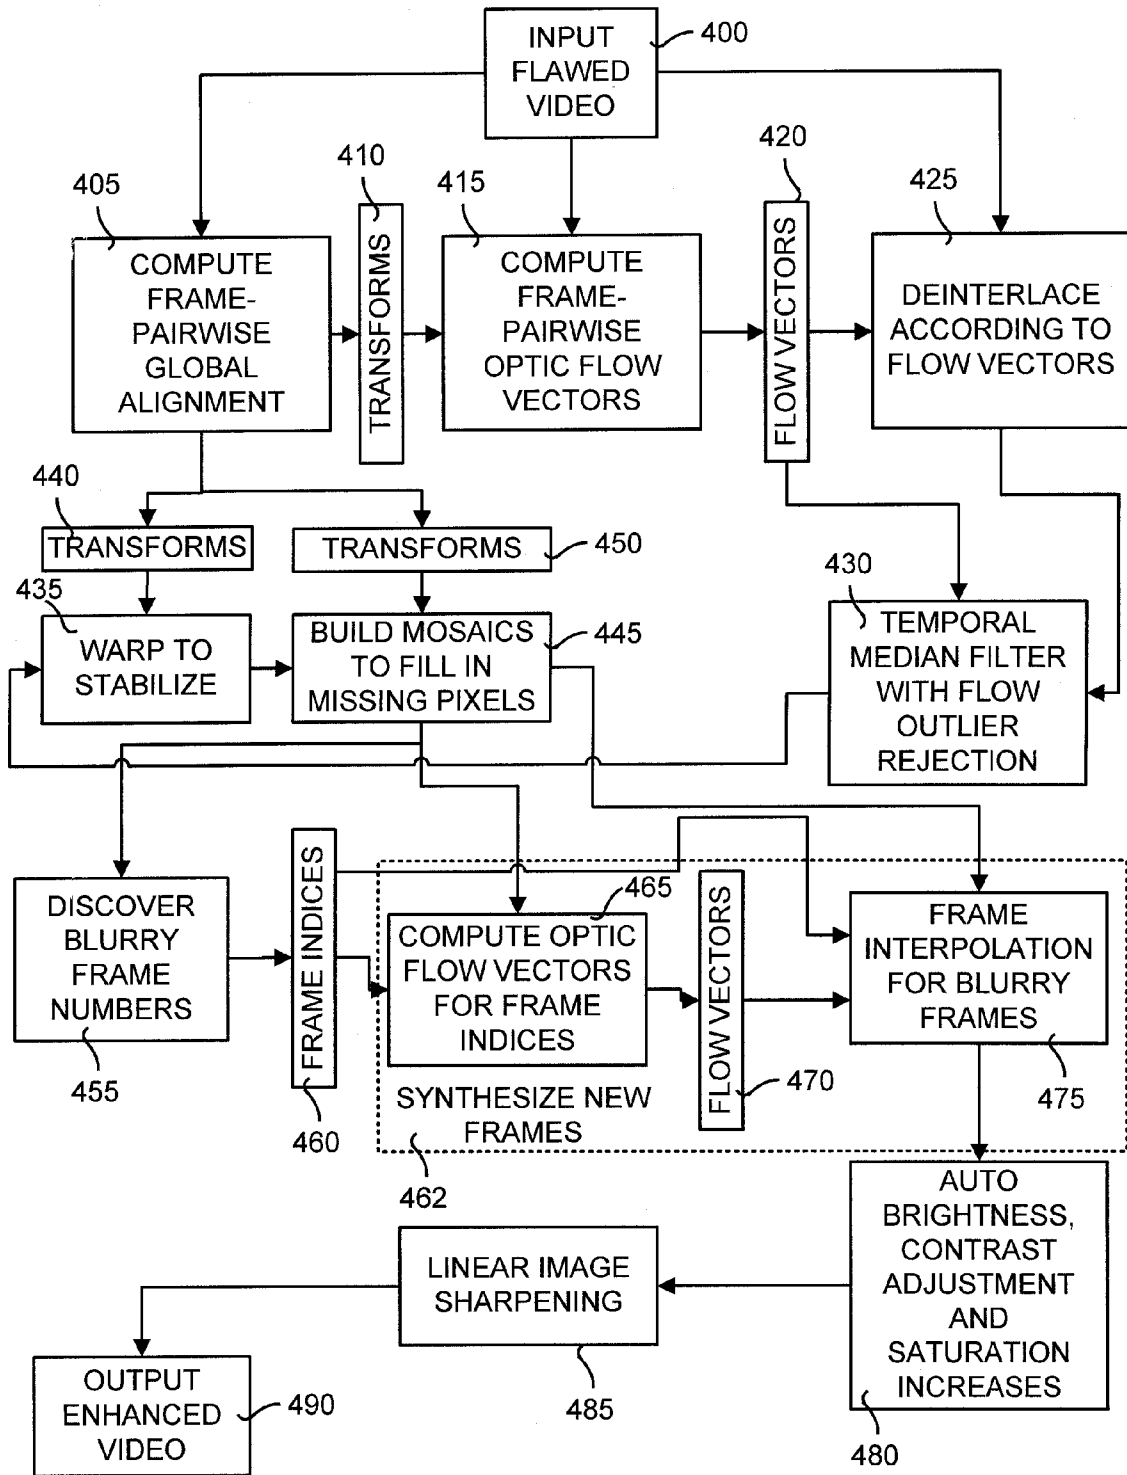 INPUT
FLAWED
VIDEO
400
405
COMPUTE
FRAME-
PAIRWISE
GLOBAL
ALIGNMENT
410
TRANSFORMS
415
COMPUTE
FRAME-
PAIRWISE
OPTIC FLOW
VECTORS
420
FLOW VECTORS
425
DEINTERLACE
ACCORDING TO
FLOW VECTORS
440
TRANSFORMS
TRANSFORMS
450
435
WARP TO
STABILIZE
BUILD MOSAICS
TO FILL IN
MISSING PIXELS
445
430
TEMPORAL
MEDIAN FILTER
WITH FLOW
OUTLIER
REJECTION
DISCOVER
BLURRY
FRAME
NUMBERS
455
FRAME INDICES
460
465
COMPUTE OPTIC
FLOW VECTORS
FOR FRAME
INDICES
FLOW VECTORS
470
FRAME
INTERPOLATION
FOR BLURRY
FRAMES
475
SYNTHESIZE NEW
FRAMES
462
AUTO
BRIGHTNESS,
CONTRAST
ADJUSTMENT
AND
SATURATION
INCREASES
480
LINEAR IMAGE
SHARPENING
485
OUTPUT
ENHANCED
VIDEO
490